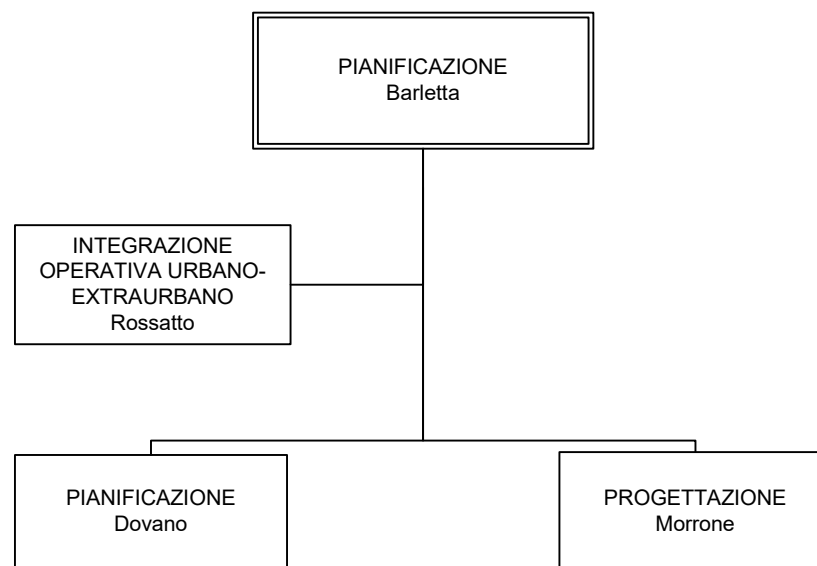 PIANIFICAZIONE
Barletta
INTEGRAZIONE
OPERATIVA URBANO-
EXTRAURBANO
Rossatto
PIANIFICAZIONE
Dovano
PROGETTAZIONE
Morrone